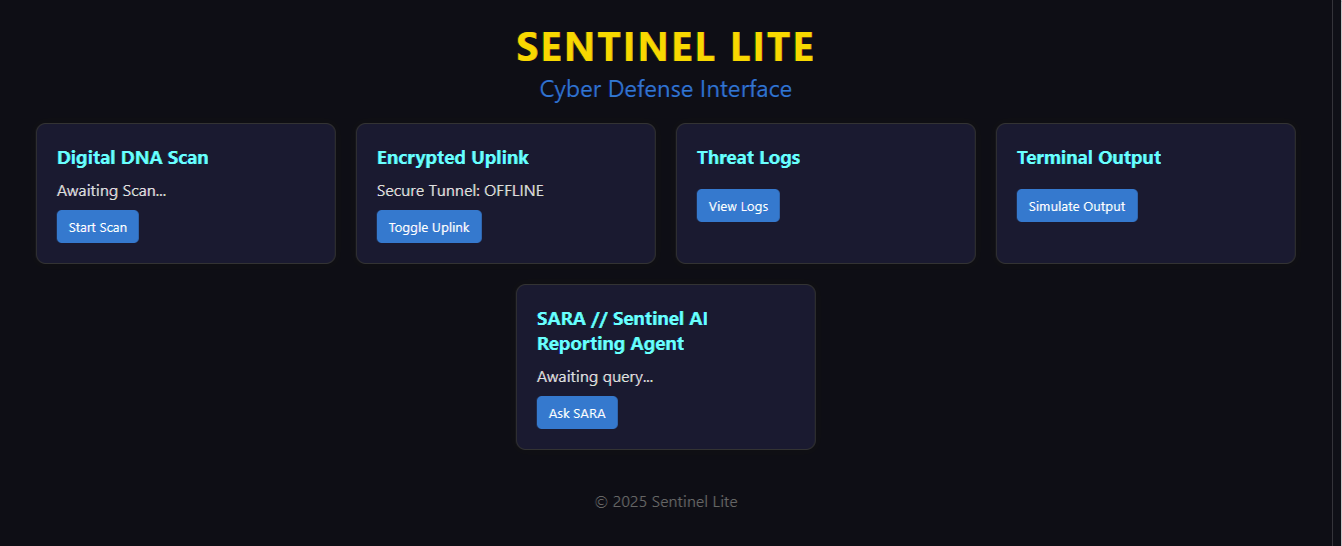 SENTINEL LITE
Cyber Defense Interface
Digital DNA Scan
Awaiting Scan...
Start Scan
Encrypted Uplink
Secure Tunnel: OFFLINE
Toggle Uplink
Threat Logs
View Logs
Terminal Output
Simulate Output
SARA // Sentinel AI
Reporting Agent
Awaiting query...
Ask SARA
© 2025 Sentinel Lite